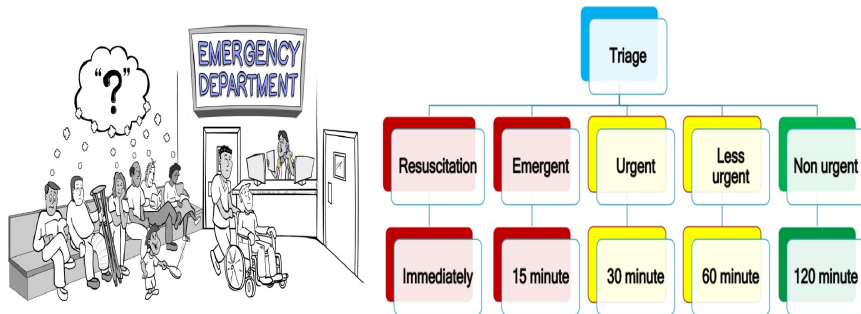 EMERGENCY
DEPARTMENT
“?”
Triage
Resuscitation
Emergent
Urgent
Less
urgent
Non urgent
Immediately
15 minute
30 minute
60 minute
120 minute